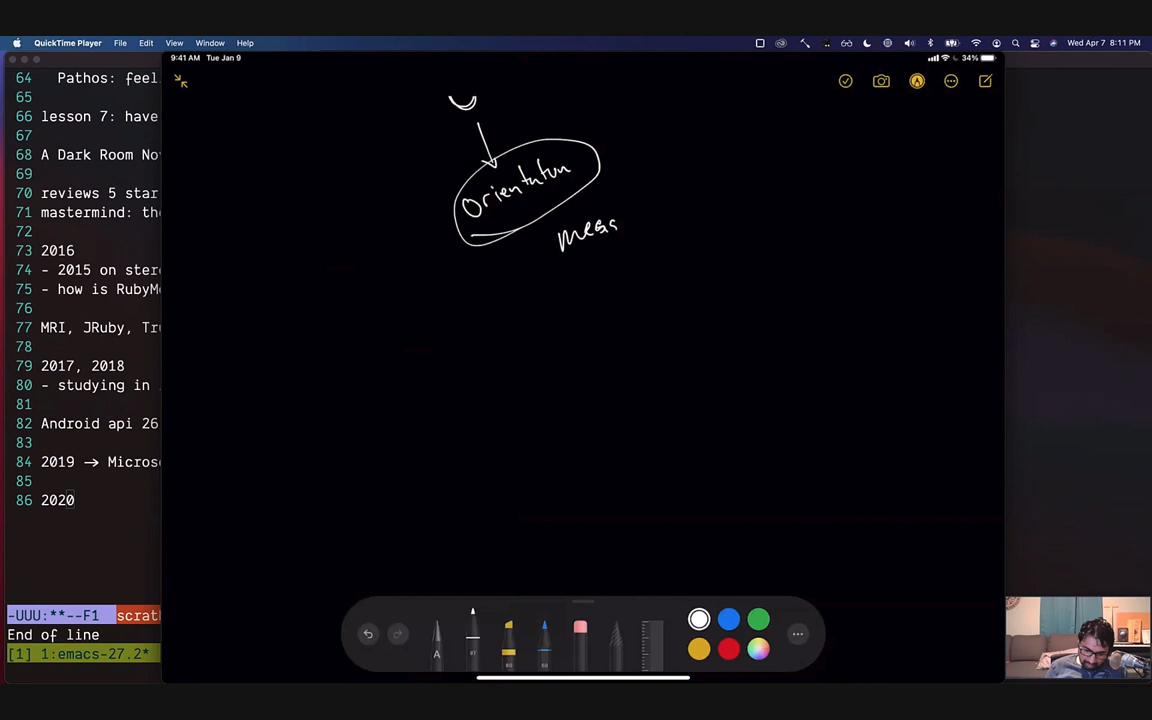 QuickTime Player File Edit View Window Help Wed Apr 7 8:11 PM
9:41 AM Tue Jan 9 34%
64 Pathos: feel
65
66 lesson 7: have
67
68 A Dark Room No
69
70 reviews 5 star
71 mastermind: th
72
73 2016
74 - 2015 on ster
75 - how is RubyM
76
77 MRI, JRuby, Tr
78
79 2017, 2018
80 - studying in
81
82 Android api 26
83
84 2019 → Micros
85
86 2020
Orientation
mess
A
97
80
50
-UUU:**--F1 scrat
End of line
[1] 1:emacs-27.2*